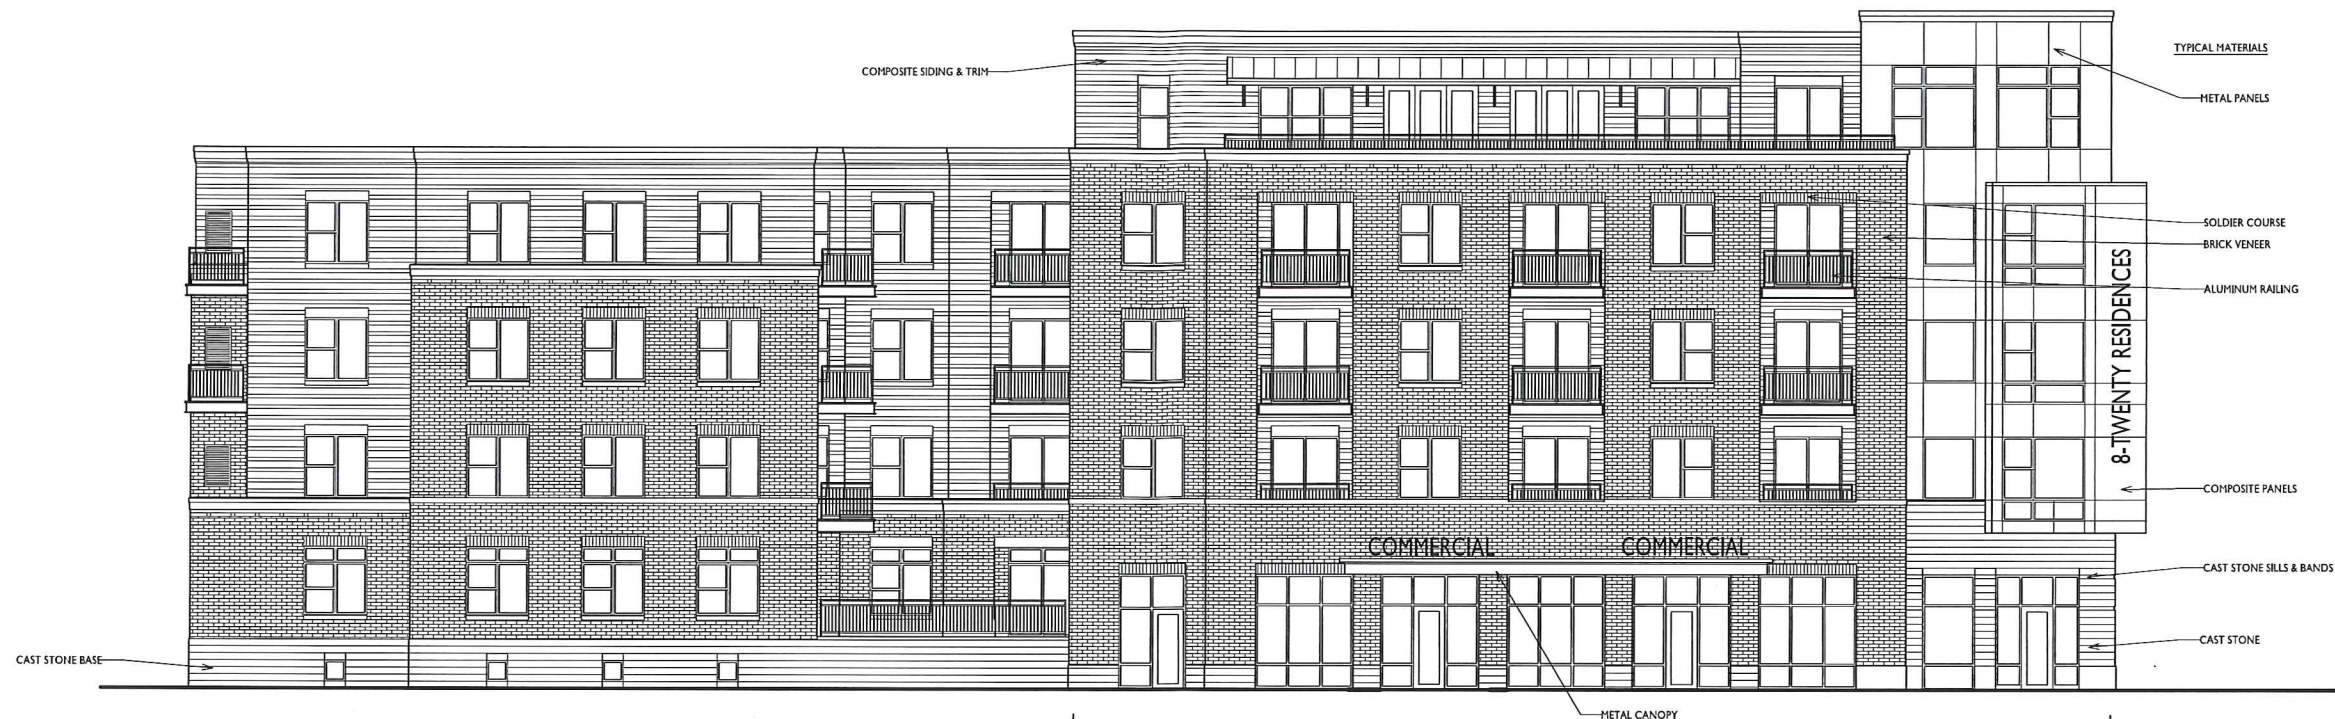 TYPICAL MATERIALS
COMPOSITE SIDING & TRIM
METAL PANELS
SOLDIER COURSE
BRICK VENEER
ALUMINUM RAILING
8-TWENTY RESIDENCES
COMPOSITE PANELS
COMMERCIAL
COMMERCIAL
CAST STONE SILLS & BANDS
CAST STONE
CAST STONE BASE
METAL CANOPY